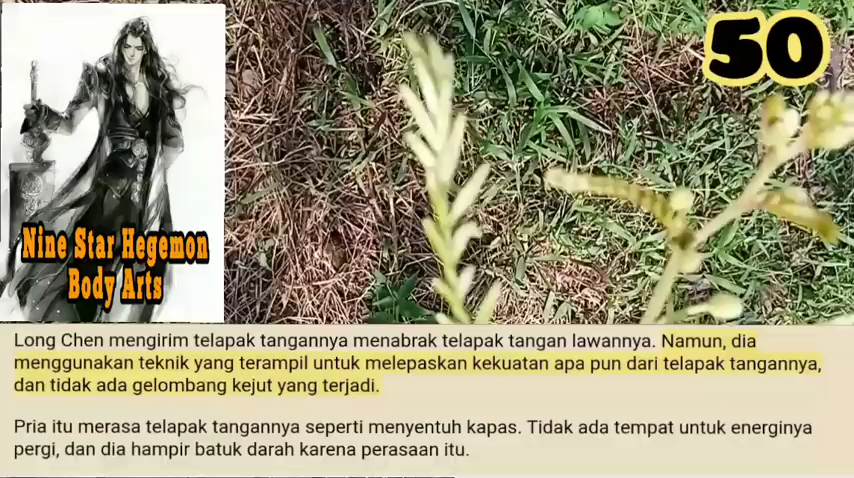 50
Nine Star Hegemon
Body Arts
Long Chen mengirim telapak tangannya menabrak telapak tangan lawannya. Namun, dia
menggunakan teknik yang terampil untuk melepaskan kekuatan apa pun dari telapak tangannya,
dan tidak ada gelombang kejut yang terjadi.
Pria itu merasa telapak tangannya seperti menyentuh kapas. Tidak ada tempat untuk energinya
pergi, dan dia hampir batuk darah karena perasaan itu.